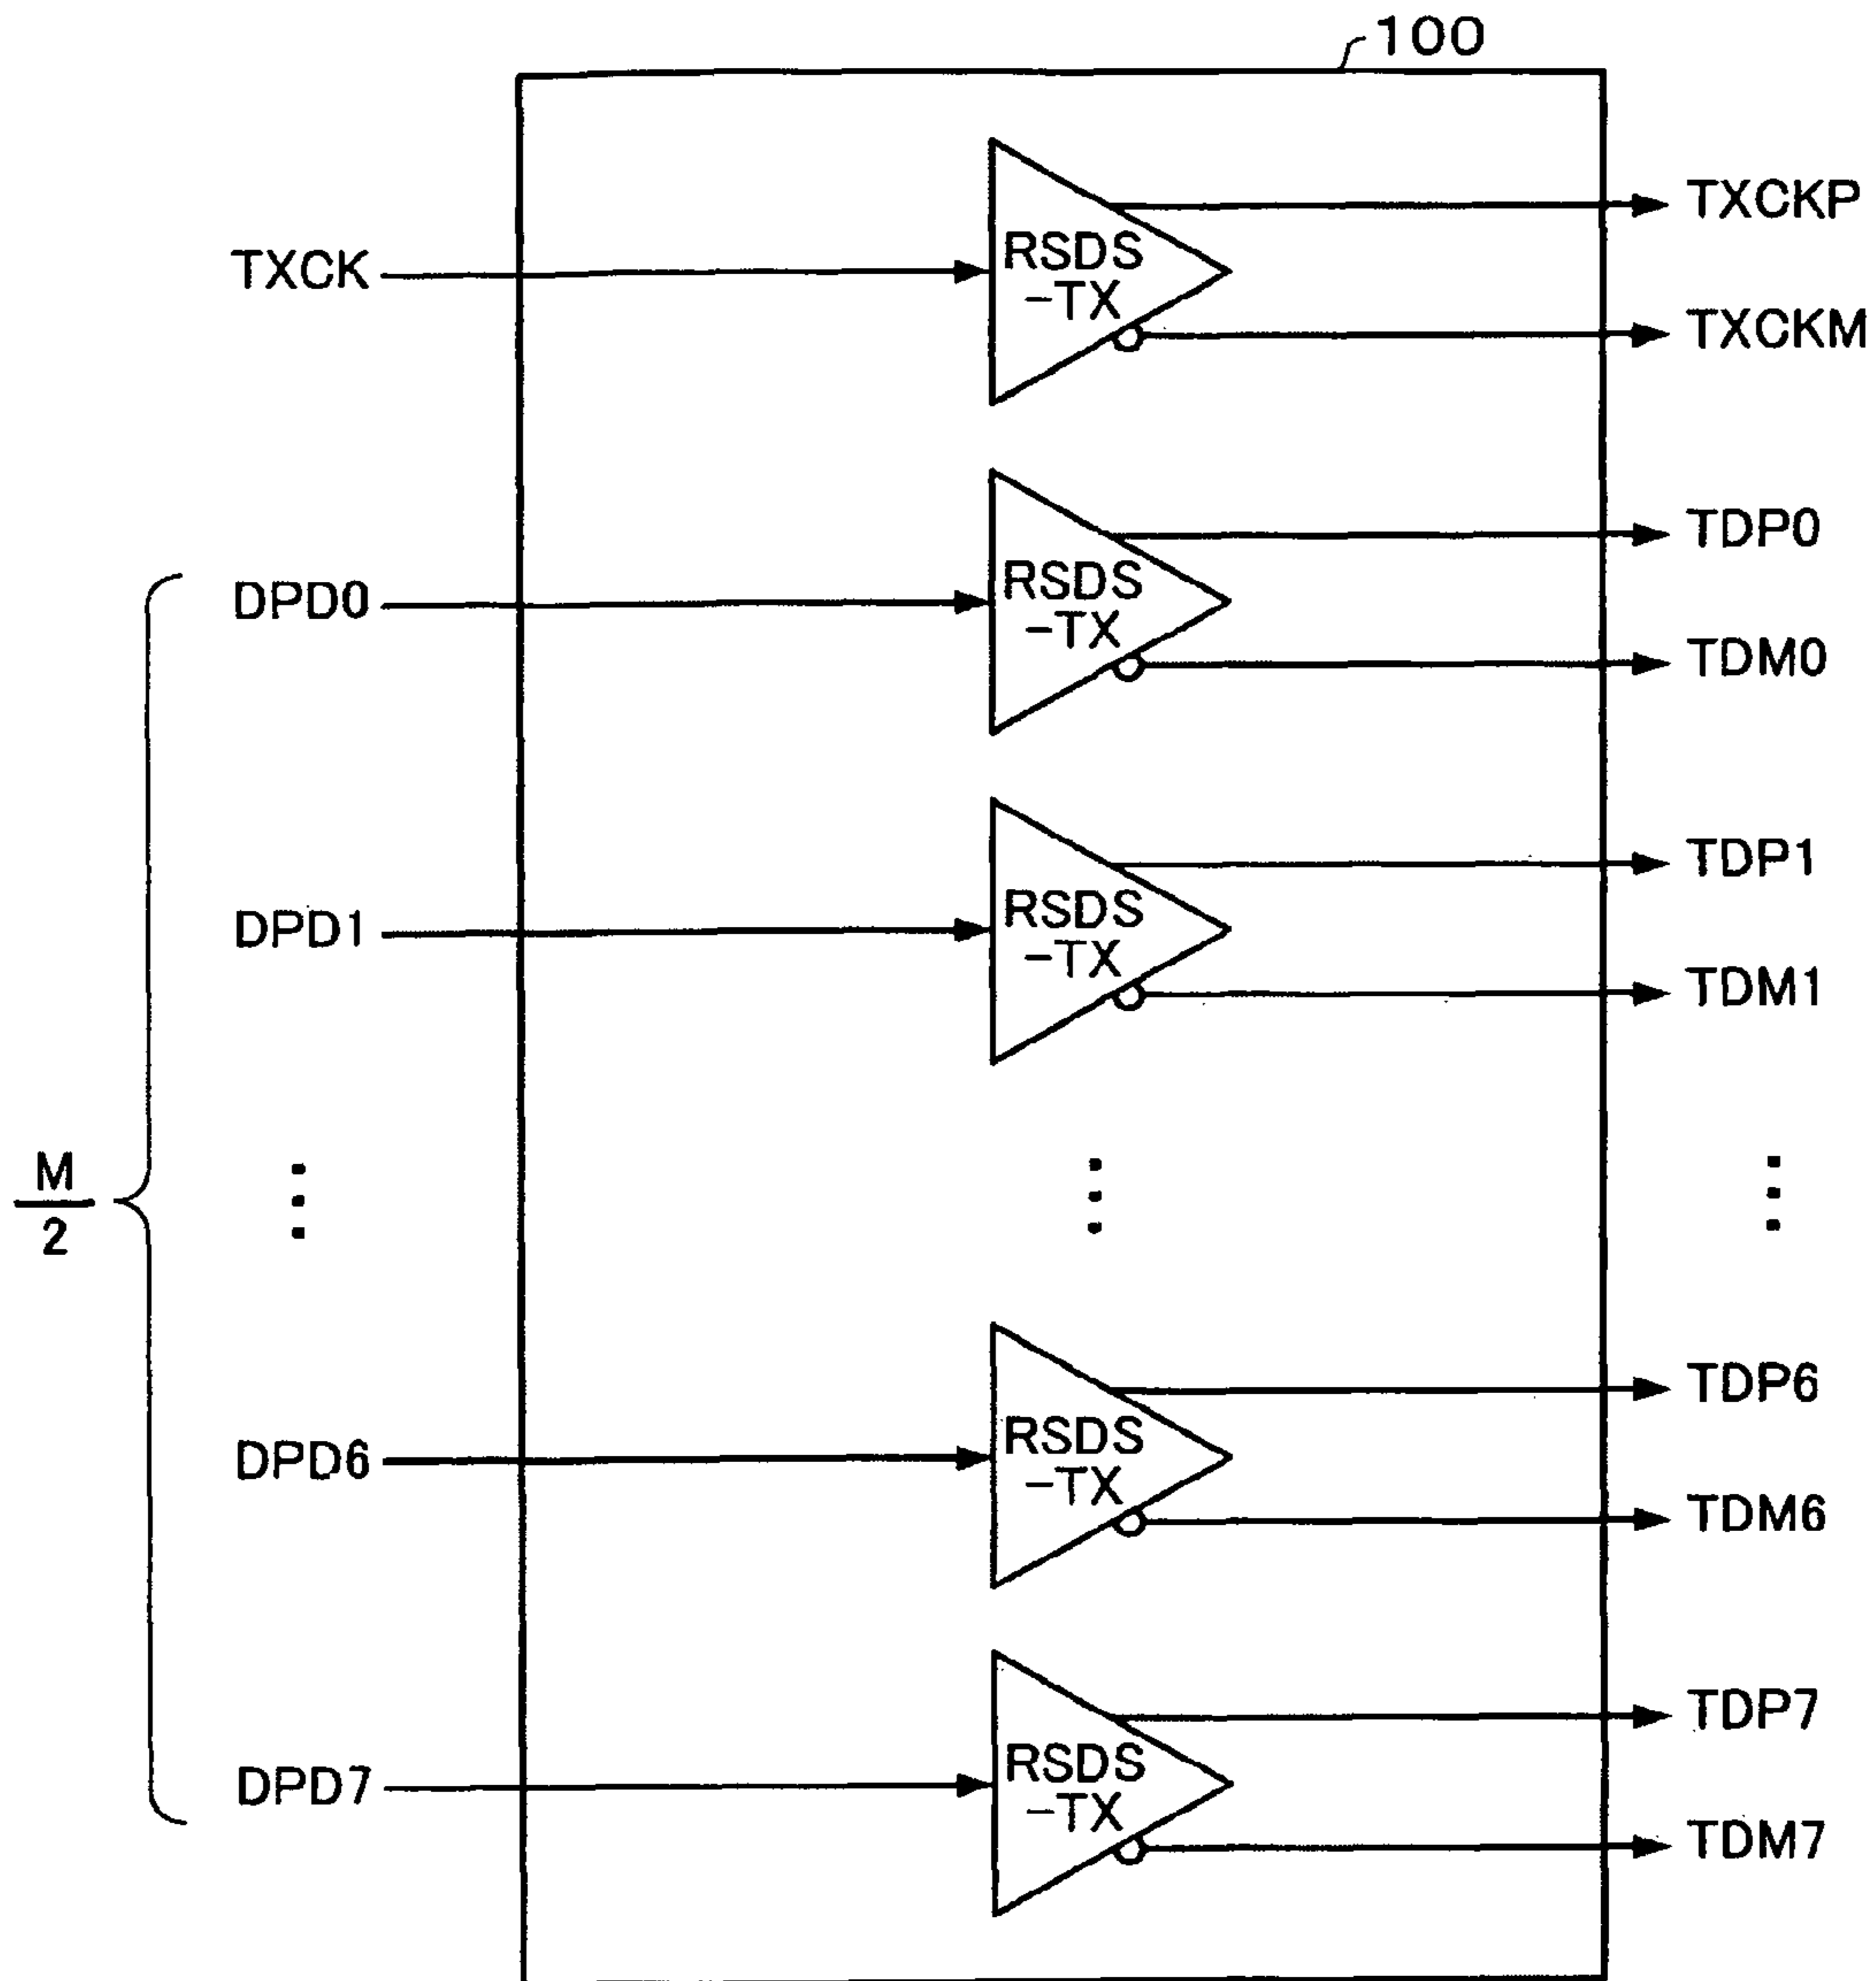 100
TXCK
RSDS
-TX
TXCKP
TXCKM
DPD0
RSDS
-TX
TDP0
TDM0
DPD1
RSDS
-TX
TDP1
TDM1
M
2
DPD6
RSDS
-TX
TDP6
TDM6
DPD7
RSDS
-TX
TDP7
TDM7